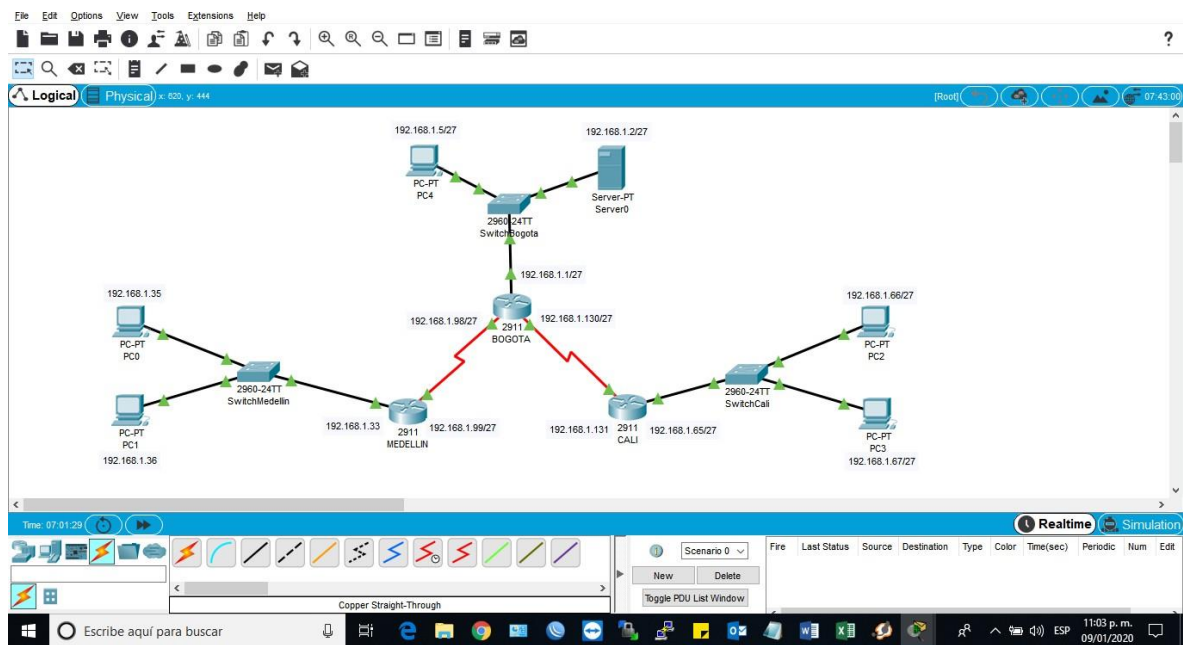 File Edit Options View Tools Extensions Help
?
Logical Physical x: 620, y: 444 [Root] 07:43:00
192.168.1.5/27 192.168.1.2/27
PC-PT
PC4
Server-PT
Server0
2960-24TT
SwitchBogota
192.168.1.1/27
192.168.1.35
192.168.1.66/27
192.168.1.98/27 192.168.1.130/27
2911
BOGOTA
PC-PT
PC0
PC-PT
PC2
2960-24TT
SwitchMedellin
2960-24TT
SwitchCali
192.168.1.33 2911 192.168.1.99/27
MEDELLIN
192.168.1.131 2911 192.168.1.65/27
CALI
PC-PT
PC1
192.168.1.36
PC-PT
PC3
192.168.1.67/27
Time: 07:01:29 Realtime Simulation
Scenario 0
New Delete
Toggle PDU List Window
Fire Last Status Source Destination Type Color Time(sec) Periodic Num Edit
Copper Straight-Through
Escribe aquí para buscar
ESP
11:03 p. m.
09/01/2020